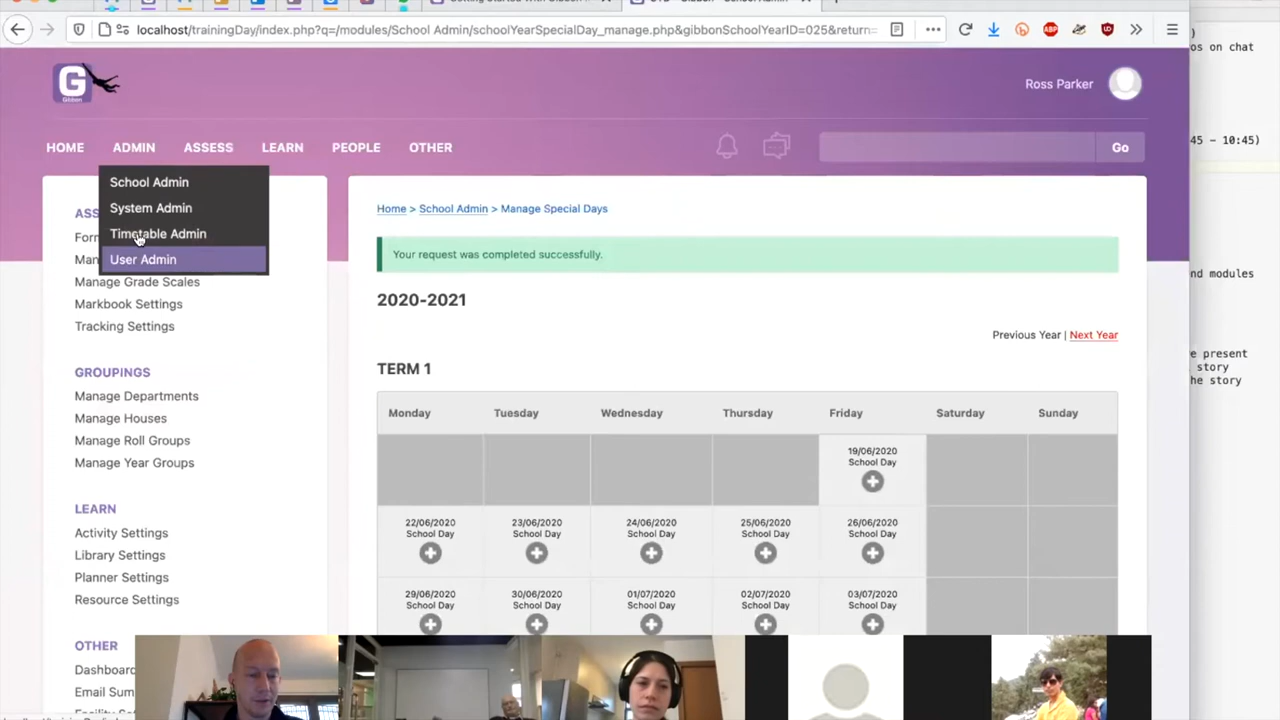 localhost/trainingDay/index.php?q=/modules/School Admin/schoolYearSpecialDay_manage.php&gibbonSchoolYearID=025&return=
os on chat
G
Gibbon
Ross Parker
HOME ADMIN ASSESS LEARN PEOPLE OTHER
Go
45 - 10:45)
School Admin
System Admin
Timetable Admin
User Admin
ASS
Form
Man
Manage Grade Scales
Markbook Settings
Tracking Settings
GROUPINGS
Manage Departments
Manage Houses
Manage Roll Groups
Manage Year Groups
LEARN
Activity Settings
Library Settings
Planner Settings
Resource Settings
OTHER
Dashboard
Email Sum
Home > School Admin > Manage Special Days
Your request was completed successfully.
2020-2021
Previous Year | Next Year
TERM 1
Monday Tuesday Wednesday Thursday Friday Saturday Sunday
19/06/2020
School Day
22/06/2020 23/06/2020 24/06/2020 25/06/2020 26/06/2020
School Day School Day School Day School Day School Day
29/06/2020 30/06/2020 01/07/2020 02/07/2020 03/07/2020
School Day School Day School Day School Day School Day
nd modules
e present
story
he story